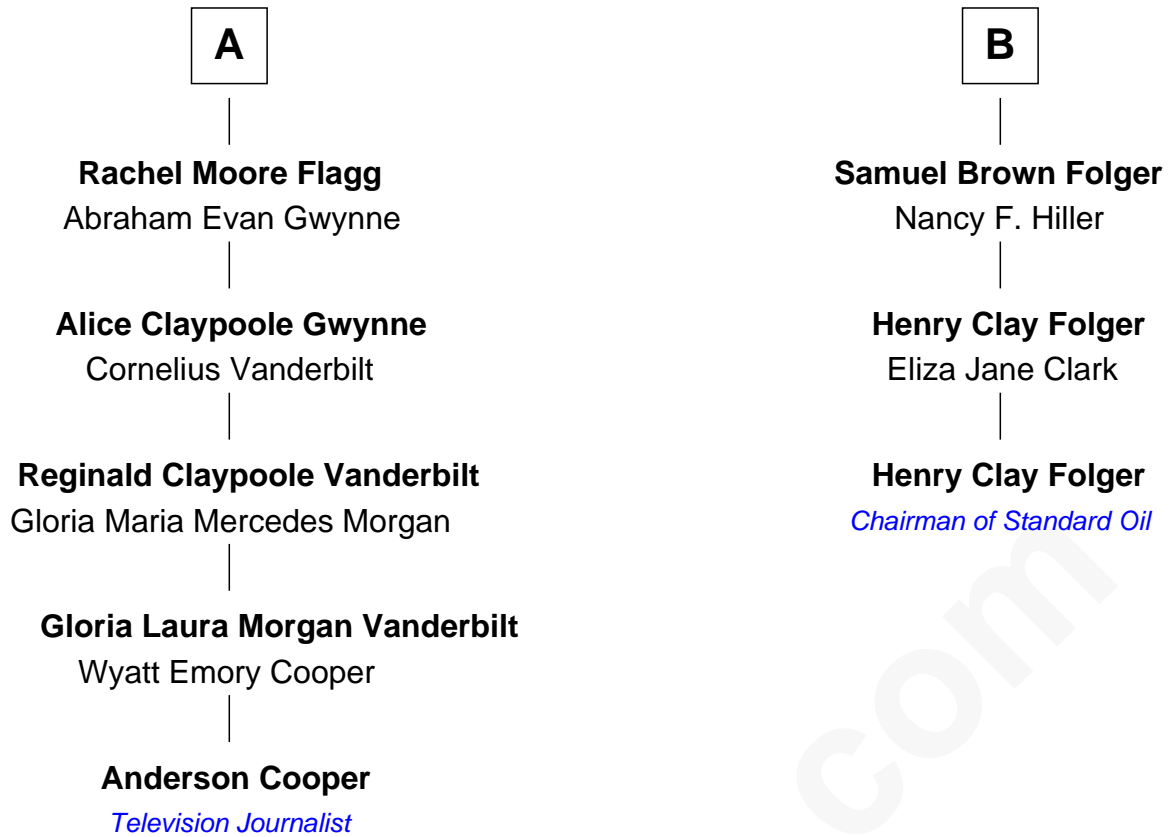 A
Rachel Moore Flagg
Abraham Evan Gwynne
Alice Claypoole Gwynne
Cornelius Vanderbilt
Reginald Claypoole Vanderbilt
Gloria Maria Mercedes Morgan
Gloria Laura Morgan Vanderbilt
Wyatt Emory Cooper
Anderson Cooper
Television Journalist
B
Samuel Brown Folger
Nancy F. Hiller
Henry Clay Folger
Eliza Jane Clark
Henry Clay Folger
Chairman of Standard Oil
com